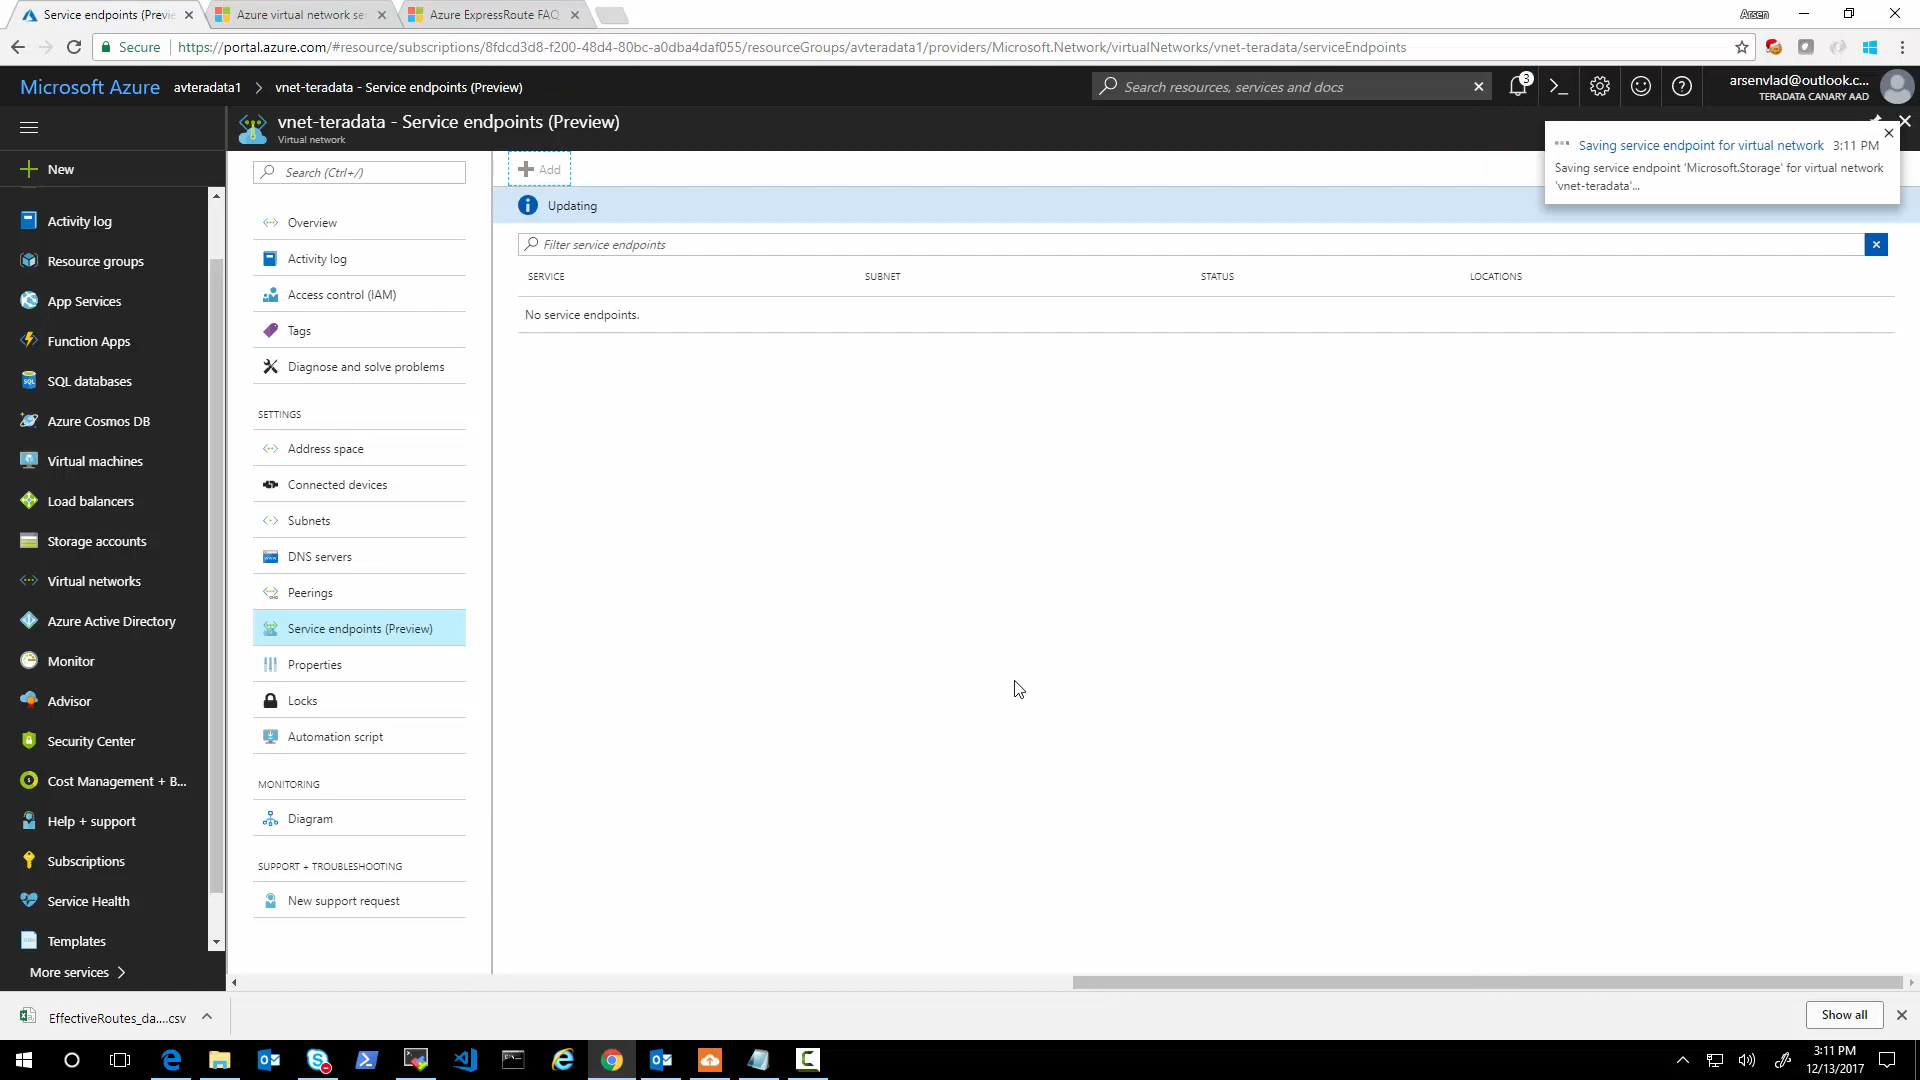 Service endpoints (Previe
Azure virtual network se
Azure ExpressRoute FAQ
Arsen
Secure
https://portal.azure.com/#resource/subscriptions/8fdcd3d8-f200-48d4-80bc-a0dba4daf055/resourceGroups/avteradata1/providers/Microsoft.Network/virtualNetworks/vnet-teradata/serviceEndpoints
Microsoft Azure
avteradata1
vnet-teradata - Service endpoints (Preview)
Search resources, services and docs
3
arsenvlad@outlook.c...
TERADATA CANARY AAD
vnet-teradata - Service endpoints (Preview)
Virtual network
Saving service endpoint for virtual network 3:11 PM
Saving service endpoint 'Microsoft.Storage' for virtual network
'vnet-teradata'...
New
Activity log
Resource groups
App Services
Function Apps
SQL databases
Azure Cosmos DB
Virtual machines
Load balancers
Storage accounts
Virtual networks
Azure Active Directory
Monitor
Advisor
Security Center
Cost Management + B...
Help + support
Subscriptions
Service Health
Templates
More services
Search (Ctrl+/)
Overview
Activity log
Access control (IAM)
Tags
Diagnose and solve problems
SETTINGS
Address space
Connected devices
Subnets
DNS servers
Peerings
Service endpoints (Preview)
Properties
Locks
Automation script
MONITORING
Diagram
SUPPORT + TROUBLESHOOTING
New support request
Add
Updating
Filter service endpoints
SERVICE SUBNET STATUS LOCATIONS
No service endpoints.
EffectiveRoutes_da....csv
Show all
3:11 PM
12/13/2017